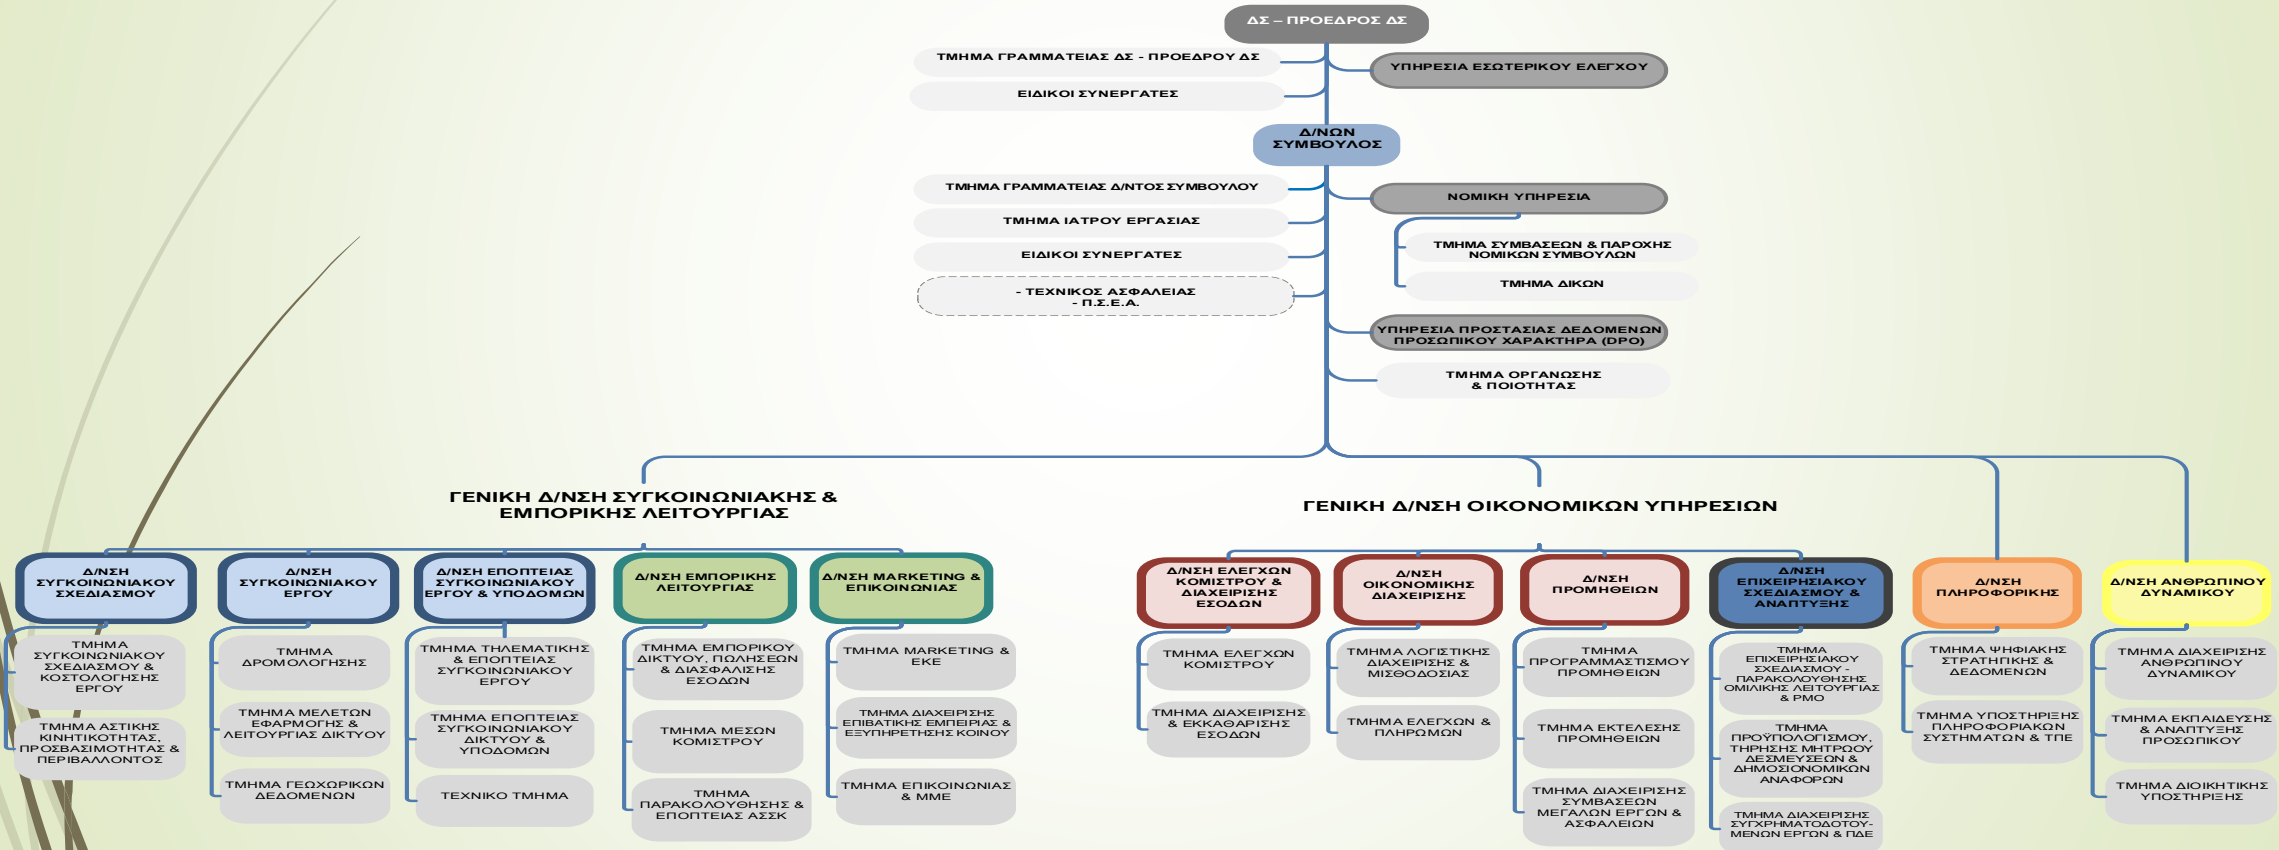 ΔΣ – ΠΡΟΕΔΡΟΣ ΔΣ
ΤΜΗΜΑ ΓΡΑΜΜΑΤΕΙΑΣ ΔΣ - ΠΡΟΕΔΡΟΥ ΔΣ
ΥΠΗΡΕΣΙΑ ΕΣΩΤΕΡΙΚΟΥ ΕΛΕΓΧΟΥ
ΕΙΔΙΚΟΙ ΣΥΝΕΡΓΑΤΕΣ
Δ/ΝΩΝ
ΣΥΜΒΟΥΛΟΣ
ΤΜΗΜΑ ΓΡΑΜΜΑΤΕΙΑΣ Δ/ΝΤΟΣ ΣΥΜΒΟΥΛΟΥ
ΤΜΗΜΑ ΙΑΤΡΟΥ ΕΡΓΑΣΙΑΣ
ΕΙΔΙΚΟΙ ΣΥΝΕΡΓΑΤΕΣ
- ΤΕΧΝΙΚΟΣ ΑΣΦΑΛΕΙΑΣ
- Π.Σ.Ε.Α.
ΝΟΜΙΚΗ ΥΠΗΡΕΣΙΑ
ΤΜΗΜΑ ΣΥΜΒΑΣΕΩΝ & ΠΑΡΟΧΗΣ
ΝΟΜΙΚΩΝ ΣΥΜΒΟΥΛΩΝ
ΤΜΗΜΑ ΔΙΚΩΝ
ΥΠΗΡΕΣΙΑ ΠΡΟΣΤΑΣΙΑΣ ΔΕΔΟΜΕΝΩΝ
ΠΡΟΣΩΠΙΚΟΥ ΧΑΡΑΚΤΗΡΑ (DPO)
ΤΜΗΜΑ ΟΡΓΑΝΩΣΗΣ
& ΠΟΙΟΤΗΤΑΣ
ΓΕΝΙΚΗ Δ/ΝΣΗ ΣΥΓΚΟΙΝΩΝΙΑΚΗΣ &
ΕΜΠΟΡΙΚΗΣ ΛΕΙΤΟΥΡΓΙΑΣ
Δ/ΝΣΗ
ΣΥΓΚΟΙΝΩΝΙΑΚΟΥ
ΣΧΕΔΙΑΣΜΟΥ
ΤΜΗΜΑ
ΣΥΓΚΟΙΝΩΝΙΑΚΟΥ
ΣΧΕΔΙΑΣΜΟΥ &
ΚΟΣΤΟΛΟΓΗΣΗΣ
ΕΡΓΟΥ
ΤΜΗΜΑ ΑΣΤΙΚΗΣ
ΚΙΝΗΤΙΚΟΤΗΤΑΣ,
ΠΡΟΣΒΑΣΙΜΟΤΗΤΑΣ &
ΠΕΡΙΒΑΛΛΟΝΤΟΣ
Δ/ΝΣΗ
ΣΥΓΚΟΙΝΩΝΙΑΚΟΥ
ΕΡΓΟΥ
ΤΜΗΜΑ
ΔΡΟΜΟΛΟΓΗΣΗΣ
ΤΜΗΜΑ ΜΕΛΕΤΩΝ
ΕΦΑΡΜΟΓΗΣ &
ΛΕΙΤΟΥΡΓΙΑΣ ΔΙΚΤΥΟΥ
ΤΜΗΜΑ ΓΕΩΧΩΡΙΚΩΝ
ΔΕΔΟΜΕΝΩΝ
Δ/ΝΣΗ ΕΠΟΠΤΕΙΑΣ
ΣΥΓΚΟΙΝΩΝΙΑΚΟΥ
ΕΡΓΟΥ & ΥΠΟΔΟΜΩΝ
ΤΜΗΜΑ ΤΗΛΕΜΑΤΙΚΗΣ
& ΕΠΟΠΤΕΙΑΣ
ΣΥΓΚΟΙΝΩΝΙΑΚΟΥ
ΕΡΓΟΥ
ΤΜΗΜΑ ΕΠΟΠΤΕΙΑΣ
ΣΥΓΚΟΙΝΩΝΙΑΚΟΥ
ΔΙΚΤΥΟΥ &
ΥΠΟΔΟΜΩΝ
ΤΕΧΝΙΚΟ ΤΜΗΜΑ
Δ/ΝΣΗ ΕΜΠΟΡΙΚΗΣ
ΛΕΙΤΟΥΡΓΙΑΣ
ΤΜΗΜΑ ΕΜΠΟΡΙΚΟΥ
ΔΙΚΤΥΟΥ, ΠΩΛΗΣΕΩΝ
& ΔΙΑΣΦΑΛΙΣΗΣ
ΕΣΟΔΩΝ
ΤΜΗΜΑ ΜΕΣΩΝ
ΚΟΜΙΣΤΡΟΥ
ΤΜΗΜΑ
ΠΑΡΑΚΟΛΟΥΘΗΣΗΣ &
ΕΠΟΠΤΕΙΑΣ ΑΣΣΚ
Δ/ΝΣΗ MARKETING &
ΕΠΙΚΟΙΝΩΝΙΑΣ
ΤΜΗΜΑ MARKETING &
ΕΚΕ
ΤΜΗΜΑ ΔΙΑΧΕΙΡΙΣΗΣ
ΕΠΙΒΑΤΙΚΗΣ ΕΜΠΕΙΡΙΑΣ &
ΕΞΥΠΗΡΕΤΗΣΗΣ ΚΟΙΝΟΥ
ΤΜΗΜΑ ΕΠΙΚΟΙΝΩΝΙΑΣ
& ΜΜΕ
ΓΕΝΙΚΗ Δ/ΝΣΗ ΟΙΚΟΝΟΜΙΚΩΝ ΥΠΗΡΕΣΙΩΝ
Δ/ΝΣΗ ΕΛΕΓΧΩΝ
ΚΟΜΙΣΤΡΟΥ &
ΔΙΑΧΕΙΡΙΣΗΣ
ΕΣΟΔΩΝ
ΤΜΗΜΑ ΕΛΕΓΧΩΝ
ΚΟΜΙΣΤΡΟΥ
ΤΜΗΜΑ ΔΙΑΧΕΙΡΙΣΗΣ
& ΕΚΚΑΘΑΡΙΣΗΣ
ΕΣΟΔΩΝ
Δ/ΝΣΗ
ΟΙΚΟΝΟΜΙΚΗΣ
ΔΙΑΧΕΙΡΙΣΗΣ
ΤΜΗΜΑ ΛΟΓΙΣΤΙΚΗΣ
ΔΙΑΧΕΙΡΙΣΗΣ &
ΜΙΣΘΟΔΟΣΙΑΣ
ΤΜΗΜΑ ΕΛΕΓΧΩΝ &
ΠΛΗΡΩΜΩΝ
Δ/ΝΣΗ
ΠΡΟΜΗΘΕΙΩΝ
ΤΜΗΜΑ
ΠΡΟΓΡΑΜΜΑΤΙΣΜΟΥ
ΠΡΟΜΗΘΕΙΩΝ
ΤΜΗΜΑ ΕΚΤΕΛΕΣΗΣ
ΠΡΟΜΗΘΕΙΩΝ
ΤΜΗΜΑ ΔΙΑΧΕΙΡΙΣΗΣ
ΣΥΜΒΑΣΕΩΝ
ΜΕΓΑΛΩΝ ΕΡΓΩΝ &
ΑΣΦΑΛΕΙΩΝ
Δ/ΝΣΗ
ΕΠΙΧΕΙΡΗΣΙΑΚΟΥ
ΣΧΕΔΙΑΣΜΟΥ &
ΑΝΑΠΤΥΞΗΣ
ΤΜΗΜΑ
ΕΠΙΧΕΙΡΗΣΙΑΚΟΥ
ΣΧΕΔΙΑΣΜΟΥ -
ΠΑΡΑΚΟΛΟΥΘΗΣΗΣ
ΟΜΙΛΙΚΗΣ ΛΕΙΤΟΥΡΓΙΑΣ
& PMO
ΤΜΗΜΑ
ΠΡΟΫΠΟΛΟΓΙΣΜΟΥ,
ΤΗΡΗΣΗΣ ΜΗΤΡΩΟΥ
ΔΕΣΜΕΥΣΕΩΝ &
ΔΗΜΟΣΙΟΝΟΜΙΚΩΝ
ΑΝΑΦΟΡΩΝ
ΤΜΗΜΑ ΔΙΑΧΕΙΡΙΣΗΣ
ΣΥΓΧΡΗΜΑΤΟΔΟΤΟΥ-
ΜΕΝΩΝ ΕΡΓΩΝ & ΠΔΕ
Δ/ΝΣΗ
ΠΛΗΡΟΦΟΡΙΚΗΣ
ΤΜΗΜΑ ΨΗΦΙΑΚΗΣ
ΣΤΡΑΤΗΓΙΚΗΣ &
ΔΕΔΟΜΕΝΩΝ
ΤΜΗΜΑ ΥΠΟΣΤΗΡΙΞΗΣ
ΠΛΗΡΟΦΟΡΙΑΚΩΝ
ΣΥΣΤΗΜΑΤΩΝ & ΤΠΕ
Δ/ΝΣΗ ΑΝΘΡΩΠΙΝΟΥ
ΔΥΝΑΜΙΚΟΥ
ΤΜΗΜΑ ΔΙΑΧΕΙΡΙΣΗΣ
ΑΝΘΡΩΠΙΝΟΥ
ΔΥΝΑΜΙΚΟΥ
ΤΜΗΜΑ ΕΚΠΑΙΔΕΥΣΗΣ
& ΑΝΑΠΤΥΞΗΣ
ΠΡΟΣΩΠΙΚΟΥ
ΤΜΗΜΑ ΔΙΟΙΚΗΤΙΚΗΣ
ΥΠΟΣΤΗΡΙΞΗΣ